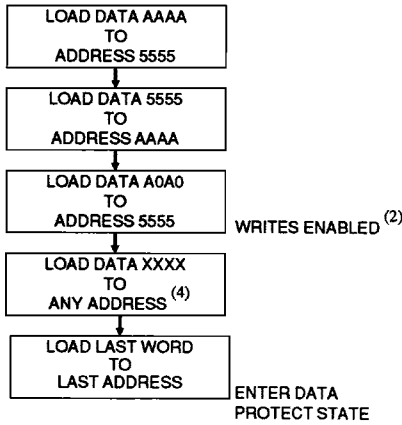 LOAD DATA AAAA
TO
ADDRESS 5555
LOAD DATA 5555
TO
ADDRESS AAAA
LOAD DATA A0A0
TO
ADDRESS 5555
WRITES ENABLED (2)
LOAD DATA XXXX
TO
ANY ADDRESS (4)
LOAD LAST WORD
TO
LAST ADDRESS
ENTER DATA
PROTECT STATE